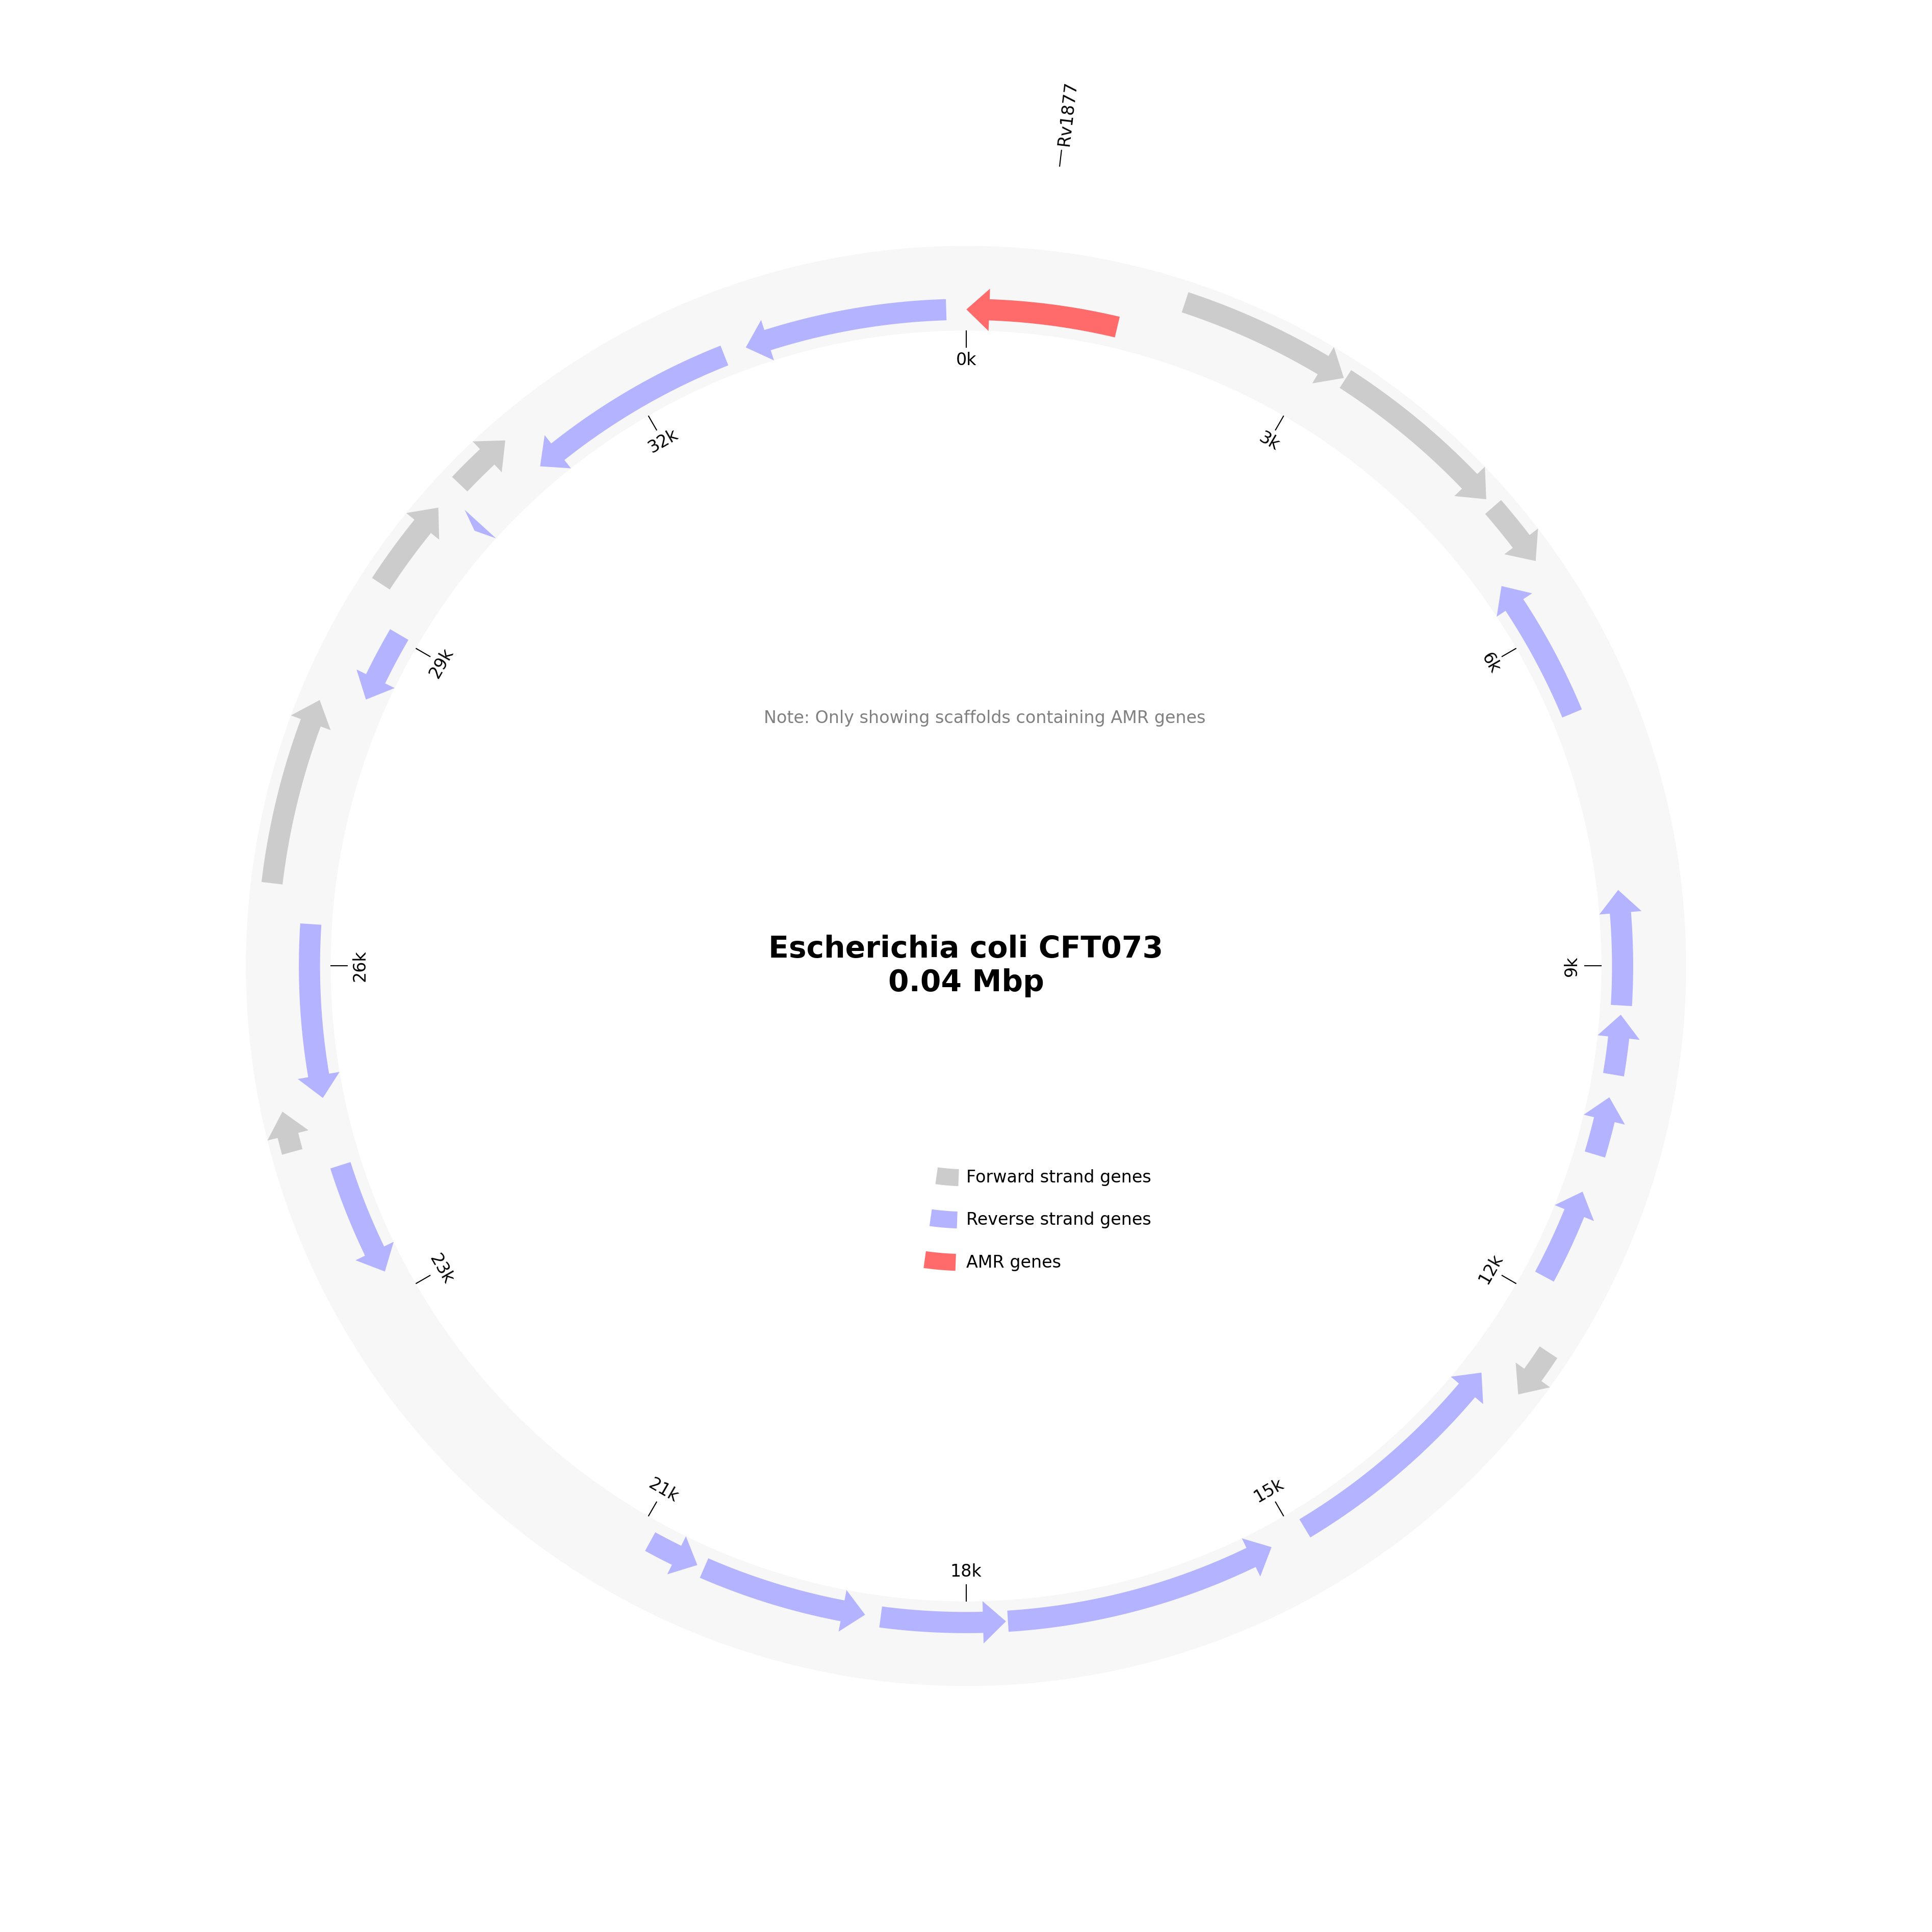 Rv1877
0k
32k
3k
29k
6k
Note: Only showing scaffolds containing AMR genes
Escherichia coli CFT073
0.04 Mbp
26k
9k
Forward strand genes
Reverse strand genes
AMR genes
23k
12k
21k
15k
18k